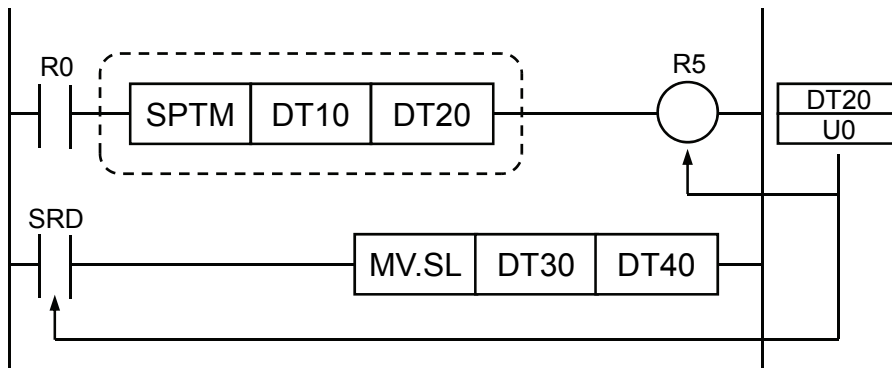 R0
SPTM DT10 DT20
R5
DT20
U0
SRD
MV.SL DT30 DT40